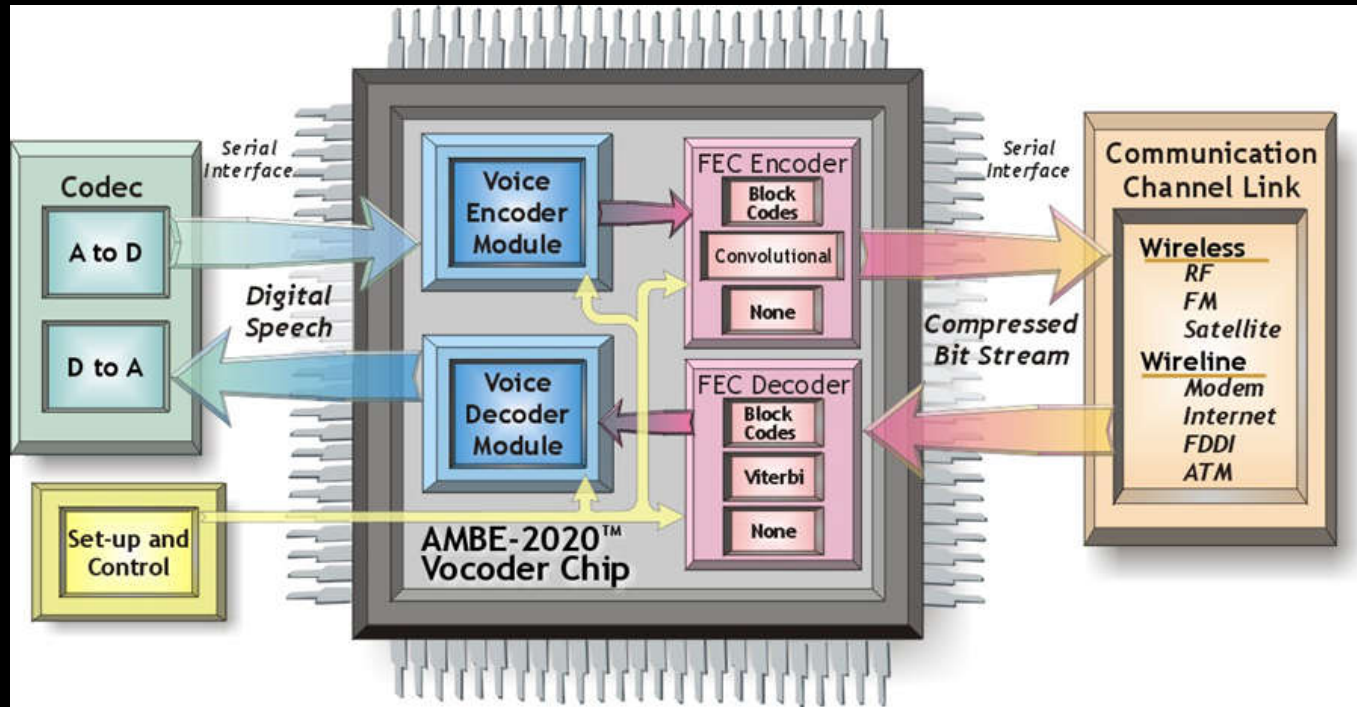 Codec
A to D
D to A
Serial
Interface
Digital
Speech
Set-up and
Control
Voice
Encoder
Module
Voice
Decoder
Module
AMBE-2020™
Vocoder Chip
FEC Encoder
Block
Codes
Convolutional
None
FEC Decoder
Block
Codes
Viterbi
None
Serial
Interface
Compressed
Bit Stream
Communication
Channel Link
Wireless
RF
FM
Satellite
Wireline
Modem
Internet
FDDI
ATM